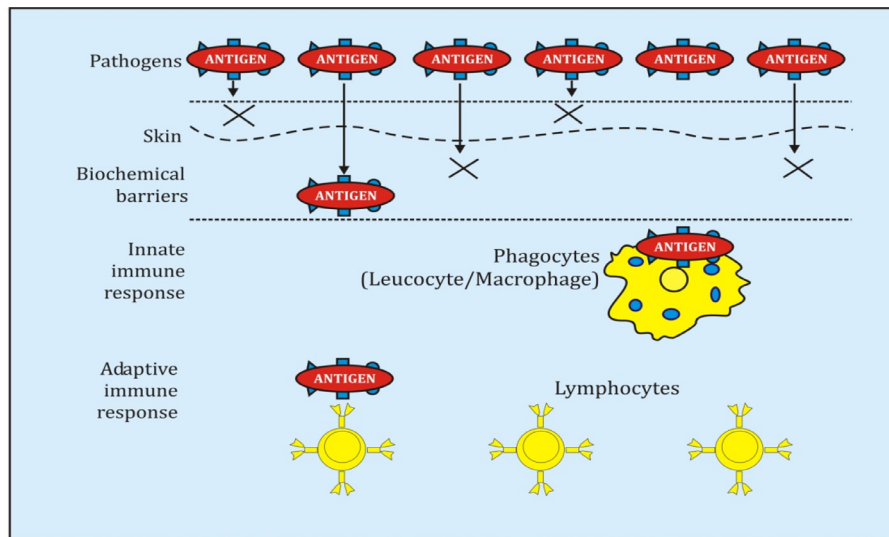 Pathogens
ANTIGEN ANTIGEN ANTIGEN ANTIGEN ANTIGEN ANTIGEN
Skin
Biochemical
barriers
ANTIGEN
Innate
immune
response
Phagocytes
(Leucocyte/Macrophage)
ANTIGEN
Adaptive
immune
response
ANTIGEN
Lymphocytes